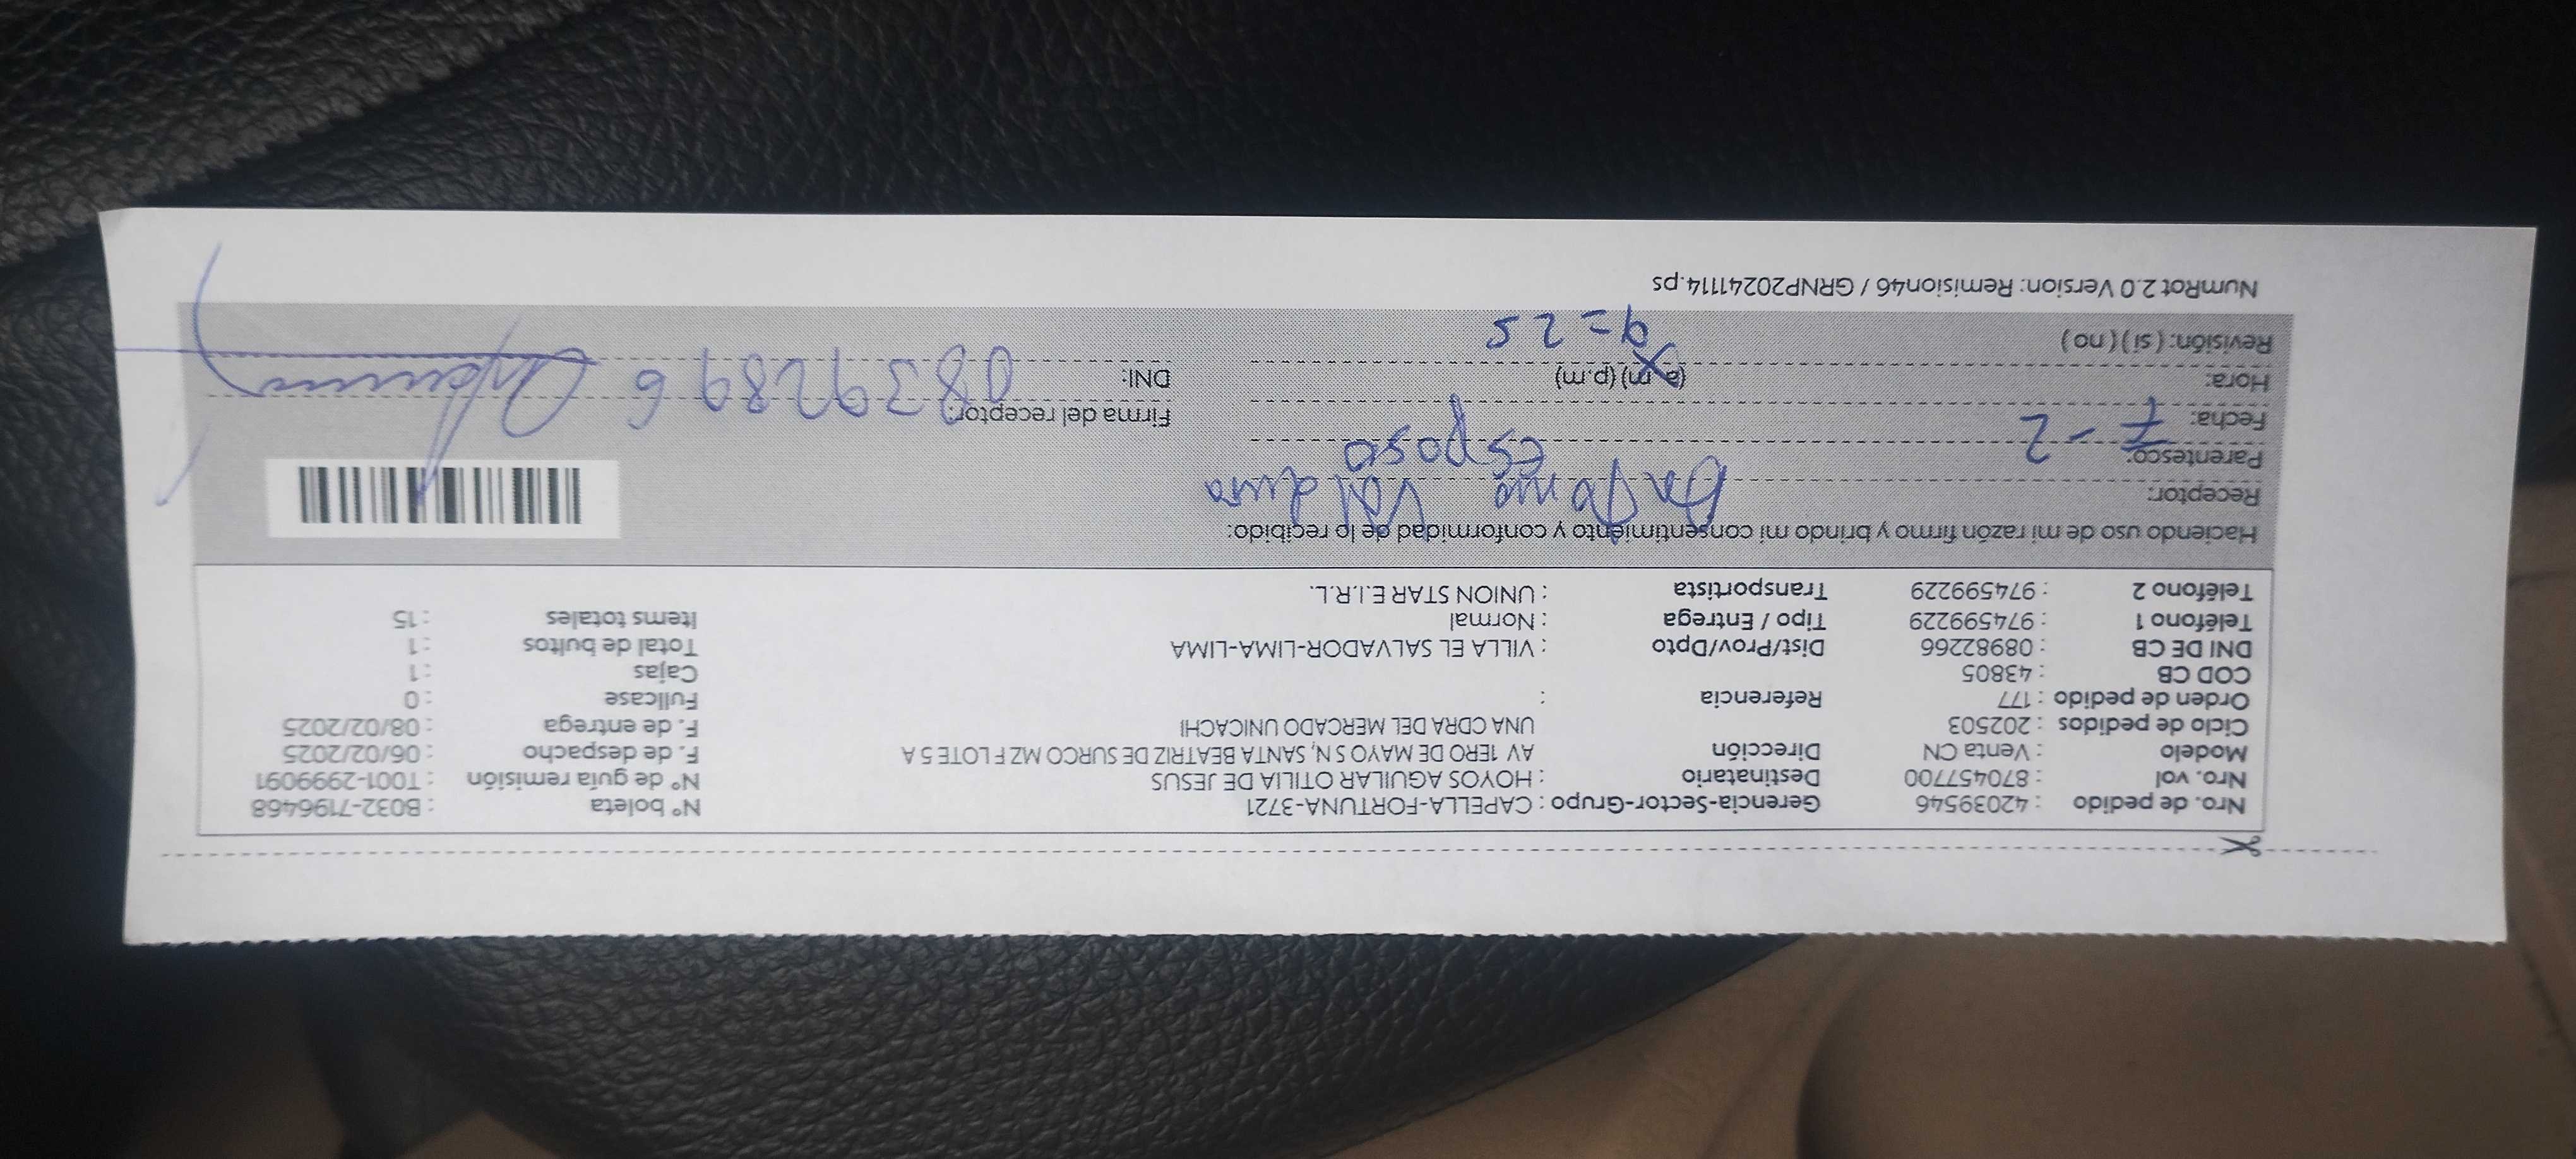 Nro. de pedido : 42039546 Gerencia-Sector-Grupo : CAPELLA-FORTUNA-3721 N° boleta : B032-7196468
Nro. vol : 870457700 Destinatario : HOYOS AGUILAR OTILIA DE JESUS N° de guía remisión : T001-2999091
Modelo : Venta CN Dirección AV 1ERO DE MAYO S N, SANTA BEATRIZ DE SURCO MZ F LOTE 5 A F. de despacho : 06/02/2025
Ciclo de pedidos : 202503 UNA CDRA DEL MERCADO UNICACHI F. de entrega : 08/02/2025
Orden de pedido : 177 Referencia : Fullcase : 0
COD CB : 43805 Cajas : 1
DNI DE CB : 08982266 Dist/Prov/Dpto : VILLA EL SALVADOR-LIMA-LIMA Total de bultos : 1
Teléfono 1 : 974599229 Tipo / Entrega : Normal Items totales : 15
Teléfono 2 : 974599229 Transportista : UNION STAR E.I.R.L.
Haciendo uso de mi razón firmo y brindo mi consentimiento y conformidad de lo recibido:
Receptor: Antonio
Parentesco: esposo
Fecha: 7-2 Firma del receptor:
Hora: (a.m) (p.m) DNI: 08392896
Revisión: ( si ) ( no ) 9=25
NumRot 2.0 Version: Remision46 / GRNP20241114.ps